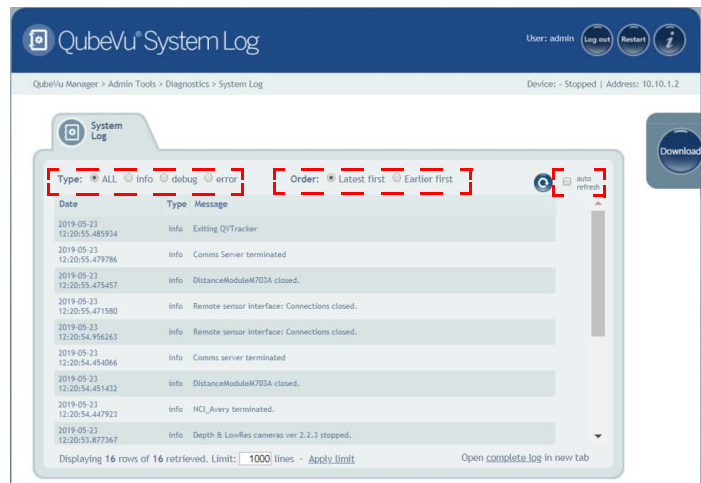 QubeVu® System Log
User: admin
Log out
Restart
i
QubeVu Manager > Admin Tools > Diagnostics > System Log
Device: - Stopped | Address: 10.10.1.2
System
Log
Download
Type: ALL info debug error
Order: Latest first Earlier first
auto
refresh
Date Type Message
2019-05-23
12:20:55.485934 info Exiting QVTracker
2019-05-23
12:20:55.479786 info Comms Server terminated
2019-05-23
12:20:55.475457 info DistanceModuleM703A closed.
2019-05-23
12:20:55.471580 info Remote sensor interface: Connections closed.
2019-05-23
12:20:54.956263 info Remote sensor interface: Connections closed.
2019-05-23
12:20:54.454066 info Comms server terminated
2019-05-23
12:20:54.451432 info DistanceModuleM703A closed.
2019-05-23
12:20:54.447923 info NCI_Avery terminated.
2019-05-23
12:20:53.877367 info Depth & LowRes cameras ver 2.2.3 stopped.
Displaying 16 rows of 16 retrieved. Limit: 1000 lines · Apply limit
Open complete log in new tab